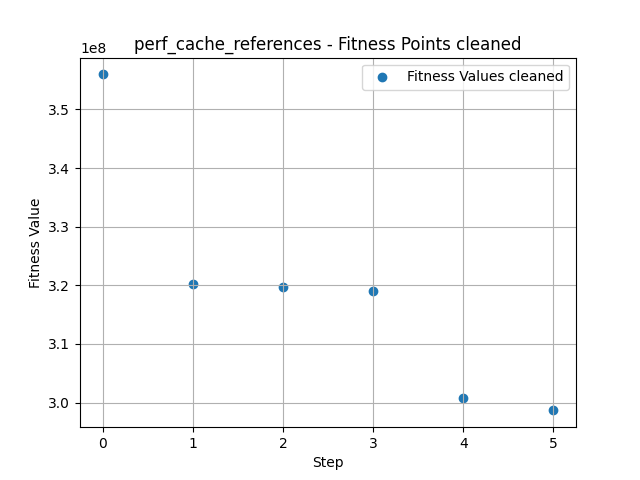 perf_cache_references - Fitness Points cleaned
1e8
Fitness Values cleaned
3.5
3.4
3.3
3.2
3.1
3.0
Fitness Value
0 1 2 3 4 5
Step